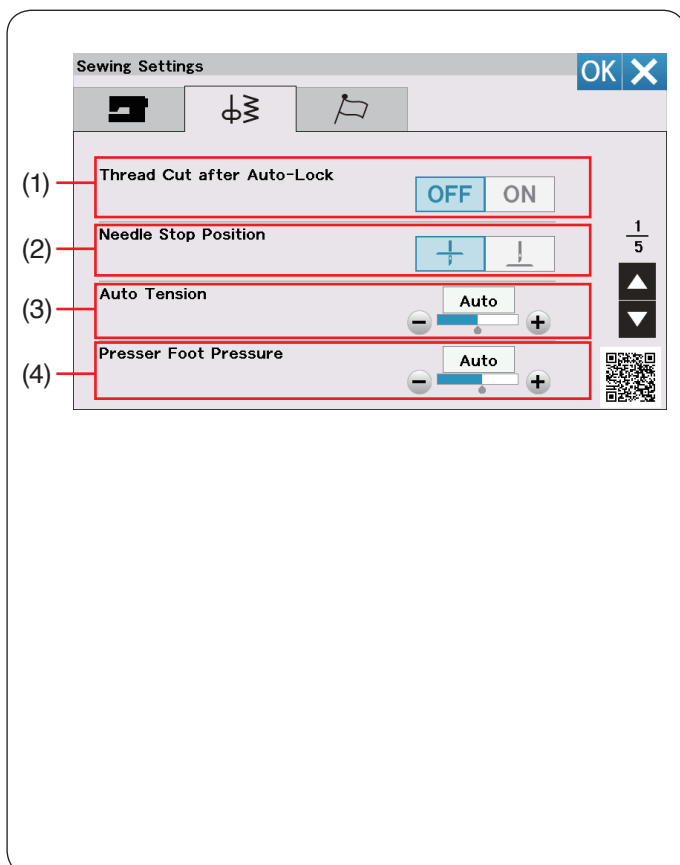 Sewing Settings
OK
(1)
Thread Cut after Auto-Lock
OFF ON
(2)
Needle Stop Position
1
5
(3)
Auto Tension
Auto
(4)
Presser Foot Pressure
Auto